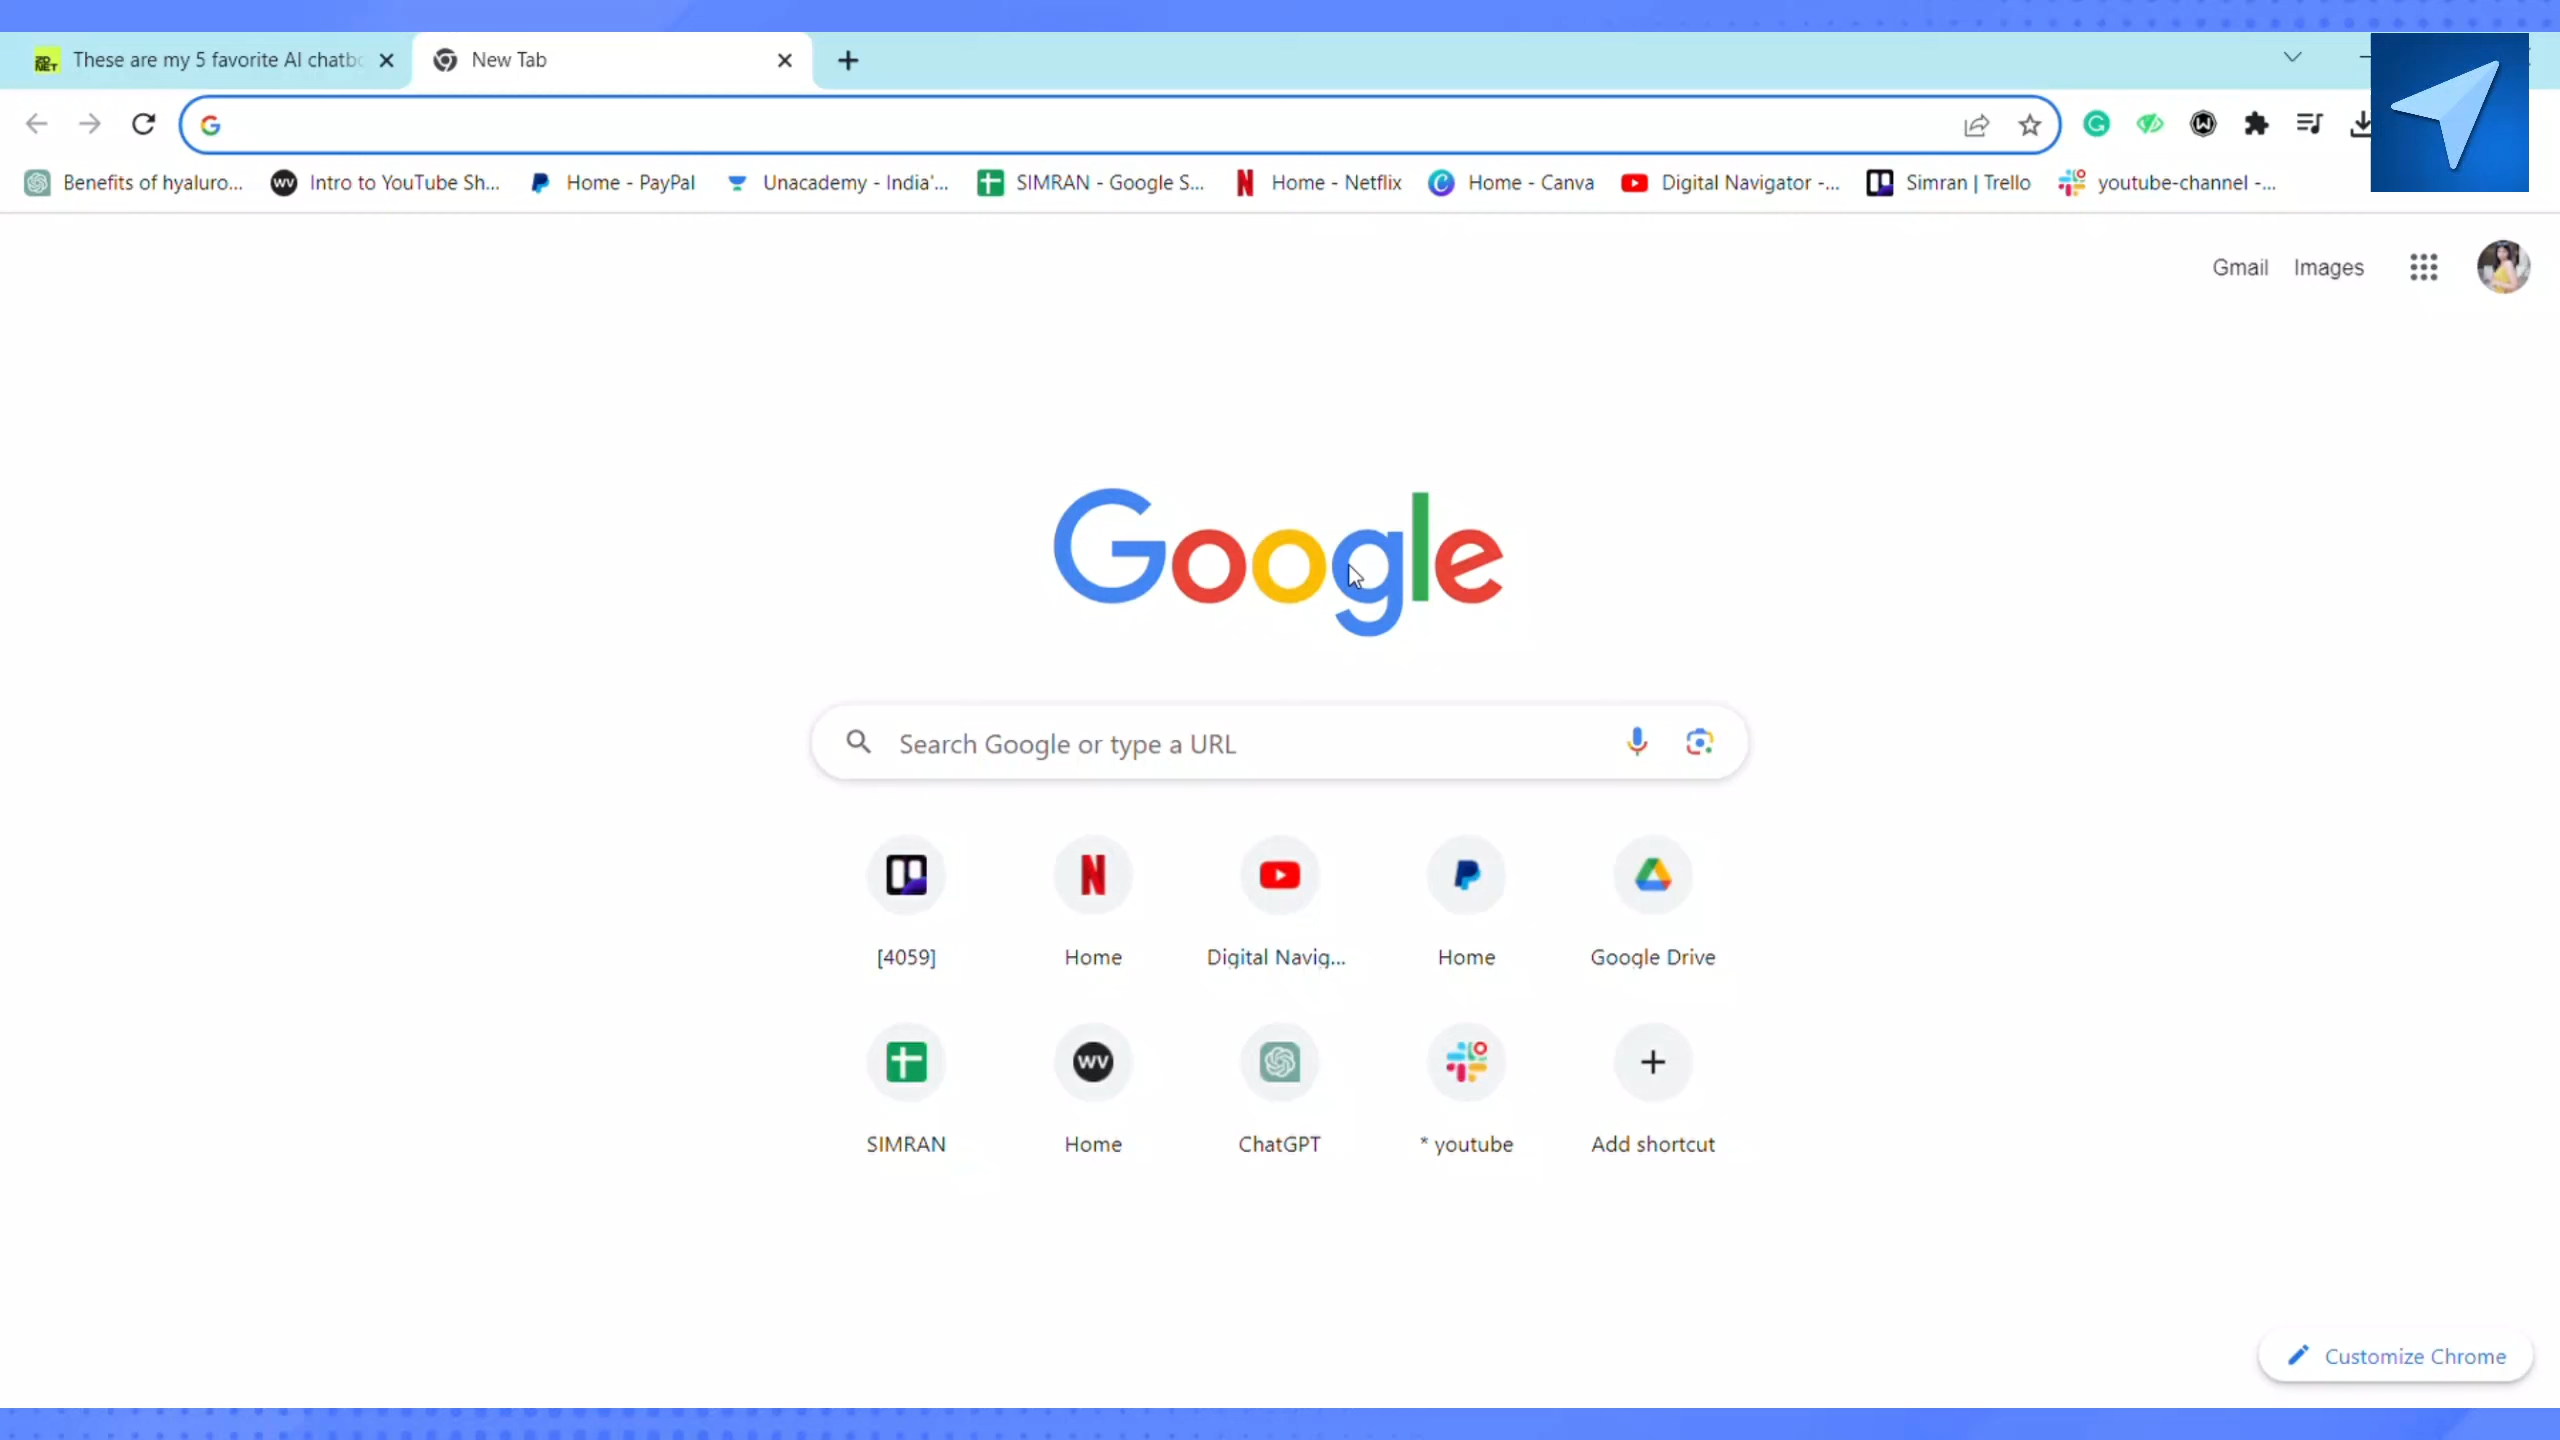 These are my 5 favorite AI chatbo
New Tab
Benefits of hyaluro...
Intro to YouTube Sh...
Home - PayPal
Unacademy - India'...
SIMRAN - Google S...
Home - Netflix
Home - Canva
Digital Navigator -...
Simran | Trello
youtube-channel -...
Gmail
Images
Google
Search Google or type a URL
[4059]
Home
Digital Navig...
Home
Google Drive
SIMRAN
Home
ChatGPT
* youtube
Add shortcut
Customize Chrome